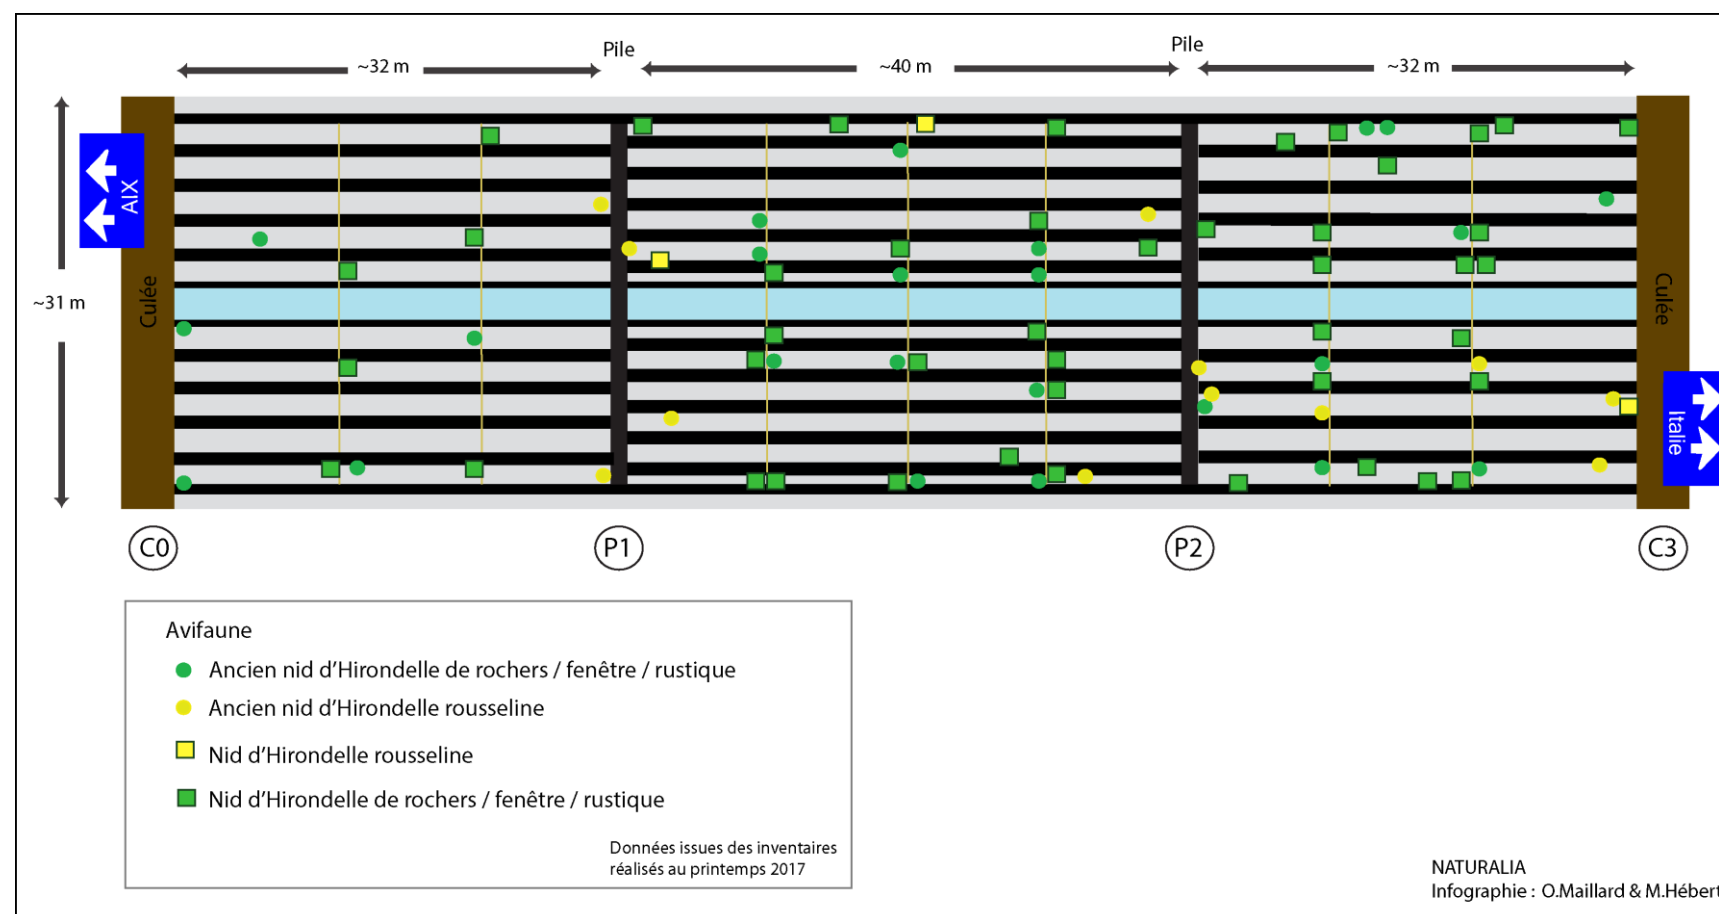 Pile
Pile
~32 m
~40 m
~32 m
AIX
Culée
~31 m
Culée
Italie
C0
P1
P2
C3
Avifaune
Ancien nid d'Hirondelle de rochers / fenêtre / rustique
Ancien nid d'Hirondelle rousseline
Nid d'Hirondelle rousseline
Nid d'Hirondelle de rochers / fenêtre / rustique
Données issues des inventaires
réalisés au printemps 2017
NATURALIA
Infographie : O.Maillard & M.Hébert